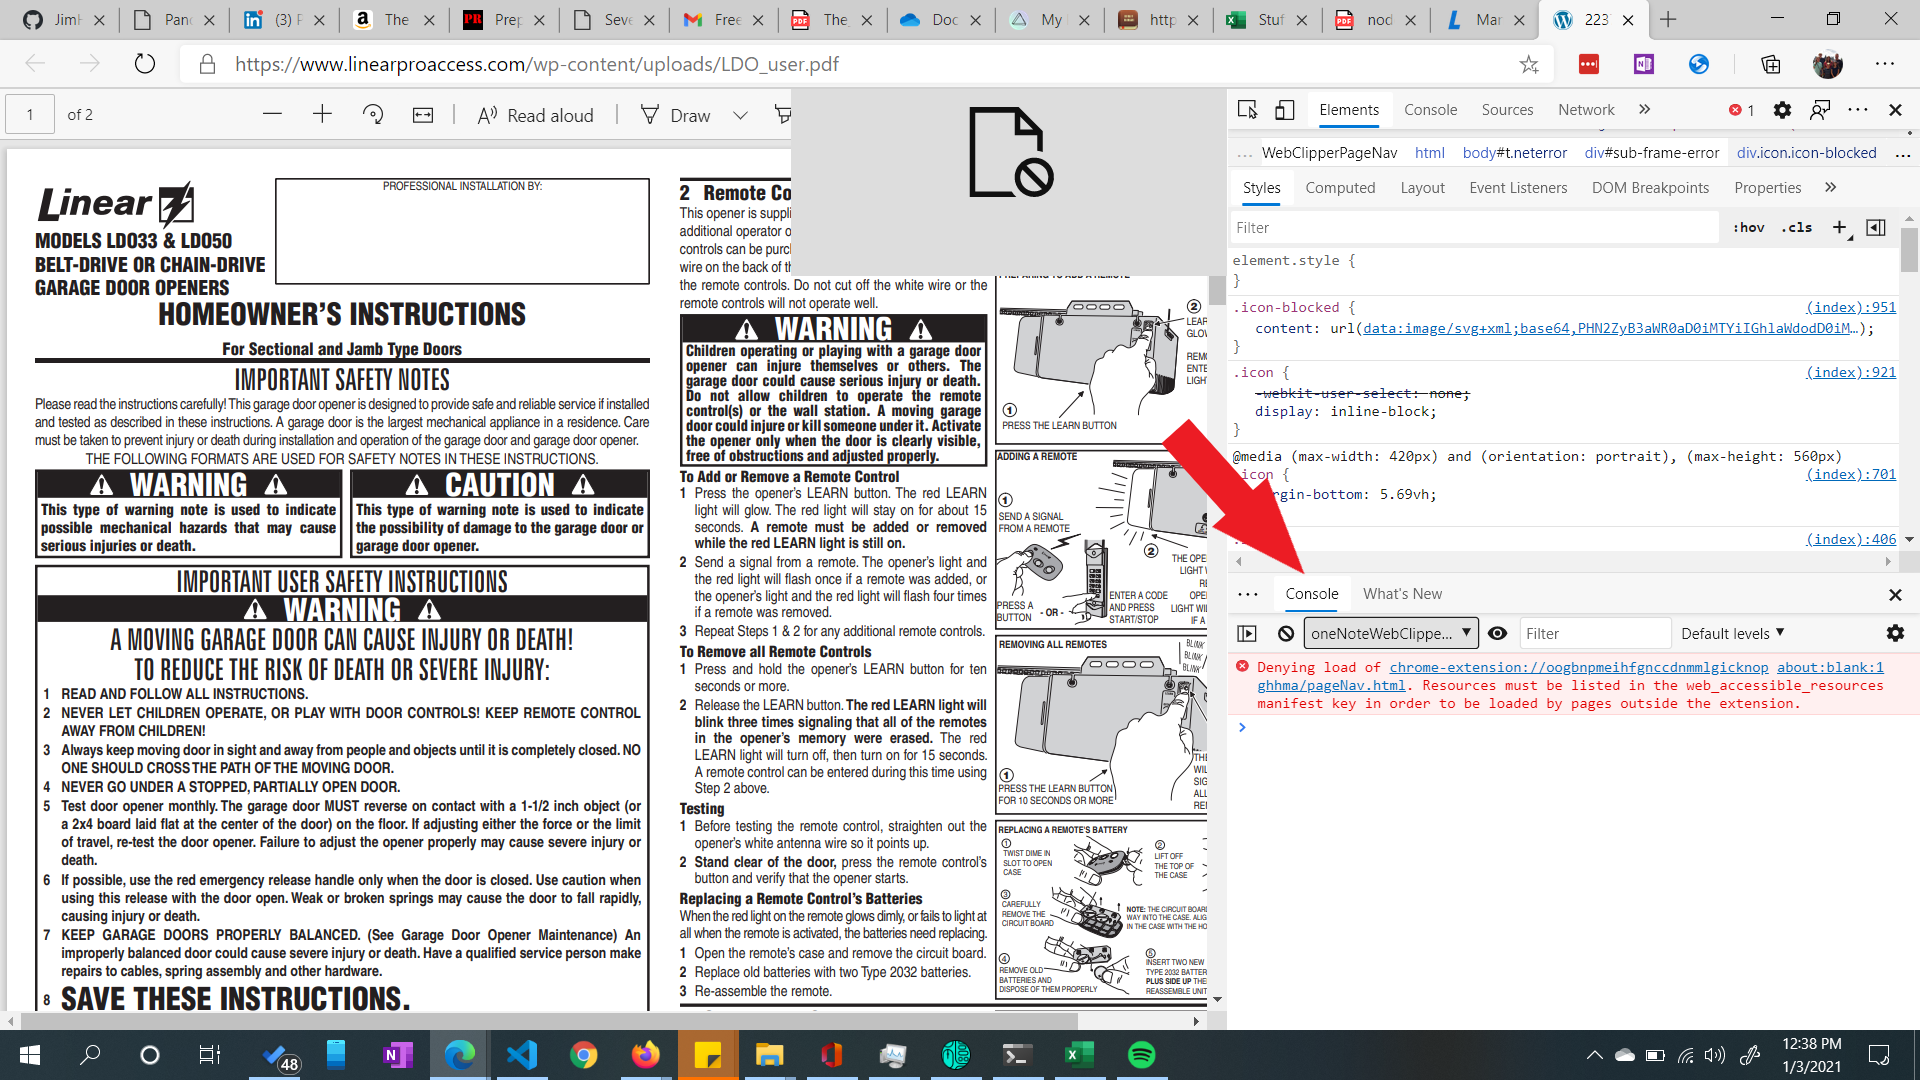 JimH
Panc
(3) F
The
Prep
Seve
Free
The
Doc
My
http
Stuf
nod
Mar
223
https://www.linearproaccess.com/wp-content/uploads/LDO_user.pdf
1 of 2
Read aloud
Draw
Linear
PROFESSIONAL INSTALLATION BY:
MODELS LDO33 & LDO50
BELT-DRIVE OR CHAIN-DRIVE
GARAGE DOOR OPENERS
HOMEOWNER'S INSTRUCTIONS
For Sectional and Jamb Type Doors
IMPORTANT SAFETY NOTES
Please read the instructions carefully! This garage door opener is designed to provide safe and reliable service if installed
and tested as described in these instructions. A garage door is the largest mechanical appliance in a residence. Care
must be taken to prevent injury or death during installation and operation of the garage door and garage door opener.
THE FOLLOWING FORMATS ARE USED FOR SAFETY NOTES IN THESE INSTRUCTIONS.
WARNING
This type of warning note is used to indicate
possible mechanical hazards that may cause
serious injuries or death.
CAUTION
This type of warning note is used to indicate
the possibility of damage to the garage door or
garage door opener.
IMPORTANT USER SAFETY INSTRUCTIONS
WARNING
A MOVING GARAGE DOOR CAN CAUSE INJURY OR DEATH!
TO REDUCE THE RISK OF DEATH OR SEVERE INJURY:
1 READ AND FOLLOW ALL INSTRUCTIONS.
2 NEVER LET CHILDREN OPERATE, OR PLAY WITH DOOR CONTROLS! KEEP REMOTE CONTROL
AWAY FROM CHILDREN!
3 Always keep moving door in sight and away from people and objects until it is completely closed. NO
ONE SHOULD CROSS THE PATH OF THE MOVING DOOR.
4 NEVER GO UNDER A STOPPED, PARTIALLY OPEN DOOR.
5 Test door opener monthly. The garage door MUST reverse on contact with a 1-1/2 inch object (or
a 2x4 board laid flat at the center of the door) on the floor. If adjusting either the force or the limit
of travel, re-test the door opener. Failure to adjust the opener properly may cause severe injury or
death.
6 If possible, use the red emergency release handle only when the door is closed. Use caution when
using this release with the door open. Weak or broken springs may cause the door to fall rapidly,
causing injury or death.
7 KEEP GARAGE DOORS PROPERLY BALANCED. (See Garage Door Opener Maintenance) An
improperly balanced door could cause severe injury or death. Have a qualified service person make
repairs to cables, spring assembly and other hardware.
8 SAVE THESE INSTRUCTIONS.
2 Remote Co
This opener is suppli
additional operator o
controls can be purc
wire on the back of th
the remote controls. Do not cut off the white wire or the
remote controls will not operate well.
WARNING
Children operating or playing with a garage door
opener can injure themselves or others. The
garage door could cause serious injury or death.
Do not allow children to operate the remote
control(s) or the wall station. A moving garage
door could injure or kill someone under it. Activate
the opener only when the door is clearly visible,
free of obstructions and adjusted properly.
To Add or Remove a Remote Control
1 Press the opener's LEARN button. The red LEARN
light will glow. The red light will stay on for about 15
seconds. A remote must be added or removed
while the red LEARN light is still on.
2 Send a signal from a remote. The opener's light and
the red light will flash once if a remote was added, or
the opener's light and the red light will flash four times
if a remote was removed.
3 Repeat Steps 1 & 2 for any additional remote controls.
To Remove all Remote Controls
1 Press and hold the opener's LEARN button for ten
seconds or more.
2 Release the LEARN button. The red LEARN light will
blink three times signaling that all of the remotes
in the opener's memory were erased. The red
LEARN light will turn off, then turn on for 15 seconds.
A remote control can be entered during this time using
Step 2 above.
Testing
1 Before testing the remote control, straighten out the
opener's white antenna wire so it points up.
2 Stand clear of the door, press the remote control's
button and verify that the opener starts.
Replacing a Remote Control's Batteries
When the red light on the remote glows dimly, or fails to light at
all when the remote is activated, the batteries need replacing.
1 Open the remote's case and remove the circuit board.
2 Replace old batteries with two Type 2032 batteries.
3 Re-assemble the remote.
PREPARING TO ADD A REMOTE
2
LEAR
GLO
REMO
ENTE
LIGH
1
PRESS THE LEARN BUTTON
ADDING A REMOTE
1
SEND A SIGNAL
FROM A REMOTE
2
THE OPE
LIGHT
RE
OPE
LIGHT WIL
IF A
PRESS A
BUTTON
- OR -
ENTER A CODE
AND PRESS
START/STOP
REMOVING ALL REMOTES
BLINK
BLINK
BLINK
1
PRESS THE LEARN BUTTON
FOR 10 SECONDS OR MORE
THE
WIL
SIG
ALL
REM
REPLACING A REMOTE'S BATTERY
1
TWIST DIME IN
SLOT TO OPEN
CASE
2
LIFT OFF
THE TOP OF
THE CASE
3
CAREFULLY
REMOVE THE
CIRCUIT BOARD
NOTE: THE CIRCUIT BOAR
WAY INTO THE CASE. ALIG
IN THE CASE WITH THE HO
4
REMOVE OLD
BATTERIES AND
DISPOSE OF THEM PROPERLY
5
INSERT TWO NEW
TYPE 2032 BATTER
PLUS SIDE UP THE
REASSEMBLE UNIT
Elements Console Sources Network 1
... WebClipperPageNav html body#t.neterror div#sub-frame-error div.icon.icon-blocked ...
Styles Computed Layout Event Listeners DOM Breakpoints Properties
Filter :hov .cls
element.style {
}
.icon-blocked { (index):951
content: url(data:image/svg+xml;base64,PHN2ZyB3aWR0aD0iMTYiIGhlaWdodD0iM…);
}
.icon { (index):921
-webkit-user-select: none;
display: inline-block;
}
@media (max-width: 420px) and (orientation: portrait), (max-height: 560px)
.icon { (index):701
margin-bottom: 5.69vh;
(index):406
Console What's New
oneNoteWebClippe... Filter Default levels
Denying load of chrome-extension://oogbnpmeihfgnccdnmmlgicknop about:blank:1
ghhma/pageNav.html. Resources must be listed in the web_accessible_resources
manifest key in order to be loaded by pages outside the extension.
48
12:38 PM
1/3/2021